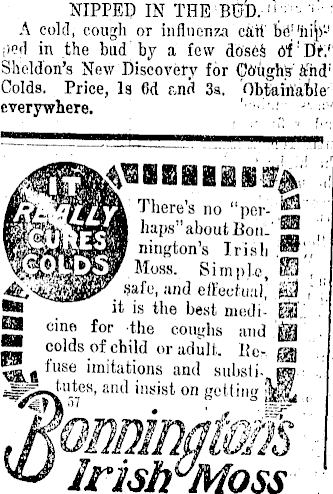 NIPPED IN THE BUD.
A cold, cough or influenza can be nip-
ped in the bud by a few doses of Dr.
Sheldon's New Discovery for Coughs and
Colds. Price, 1s 6d and 3s. Obtainable
everywhere.
IT
REALLY
CURES
COLDS
There's no "per-
haps" about Bon-
nington's Irish
Moss. Simple,
safe, and effectual,
it is the best medi-
cine for the coughs and
colds of child or adult. Re-
fuse imitations and substi-
tutes, and insist on getting
57
Bonnington's
Irish Moss